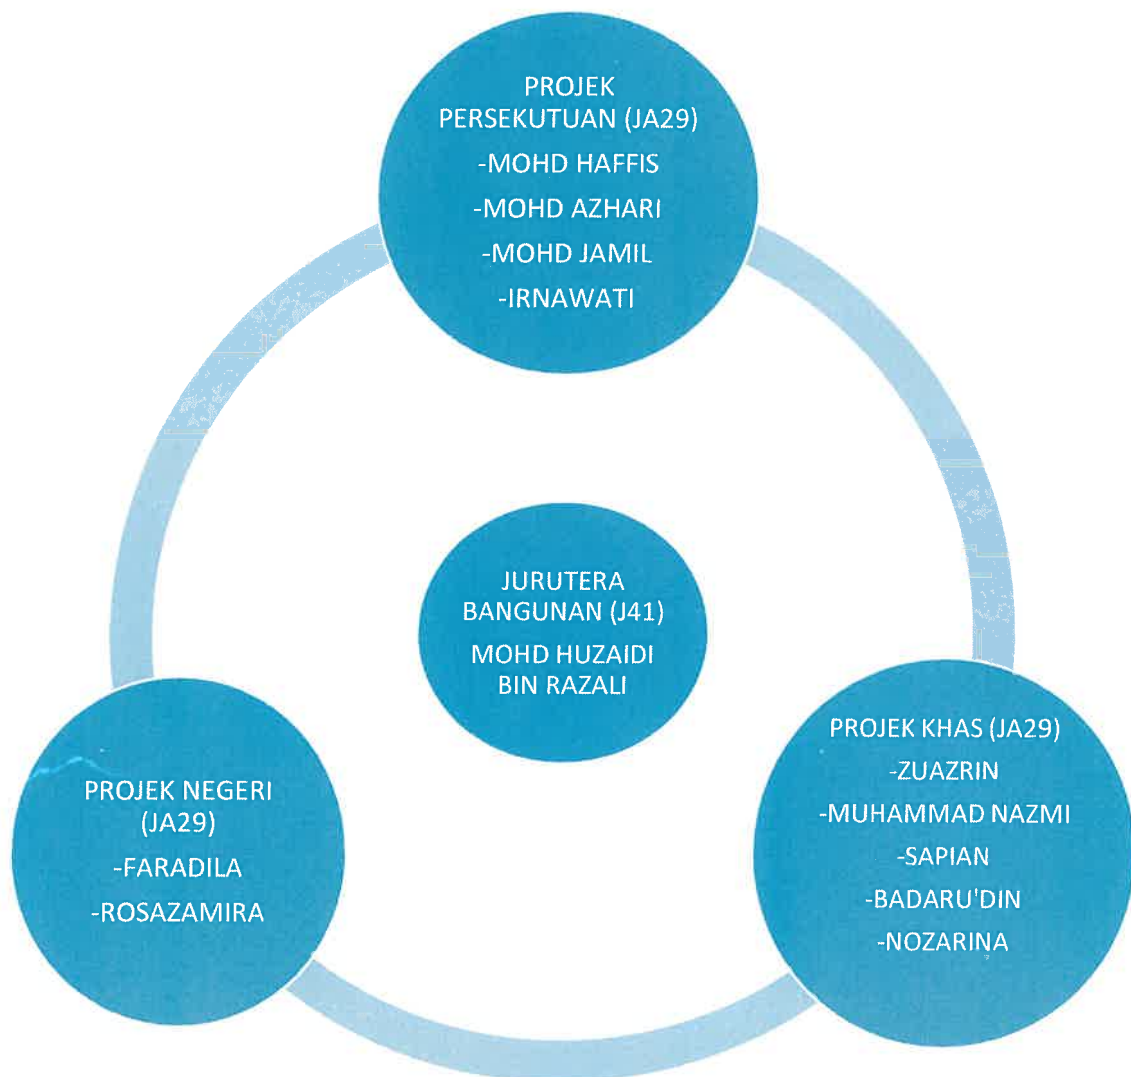 PROJEK
PERSEKUTUAN (JA29)
-MOHD HAFFIS
-MOHD AZHARI
-MOHD JAMIL
-IRNAWATI
JURUTERA
BANGUNAN (J41)
MOHD HUZAIDI
BIN RAZALI
PROJEK NEGERI
(JA29)
-FARADILA
-ROSAZAMIRA
PROJEK KHAS (JA29)
-ZUAZRIN
-MUHAMMAD NAZMI
-SAPIAN
-BADARU'DIN
-NOZARINA